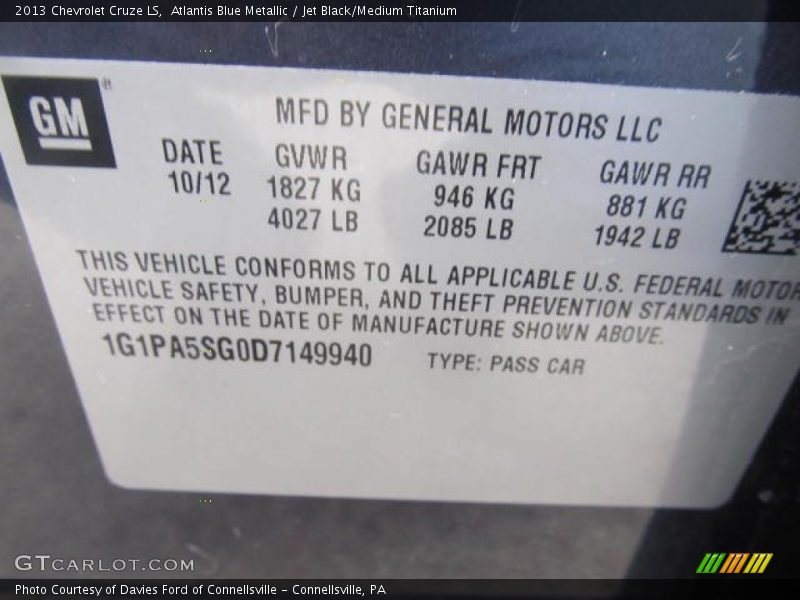 2013 Chevrolet Cruze LS,  Atlantis Blue Metallic / Jet Black/Medium Titanium
GM
MFD BY GENERAL MOTORS LLC
DATE GVWR GAWR FRT GAWR RR
10/12 1827 KG 946 KG 881 KG
4027 LB 2085 LB 1942 LB
THIS VEHICLE CONFORMS TO ALL APPLICABLE U.S. FEDERAL MOTOR
VEHICLE SAFETY, BUMPER, AND THEFT PREVENTION STANDARDS IN
EFFECT ON THE DATE OF MANUFACTURE SHOWN ABOVE.
1G1PA5SG0D7149940 TYPE: PASS CAR
GTCARLOT.COM
Photo Courtesy of Davies Ford of Connellsville – Connellsville, PA